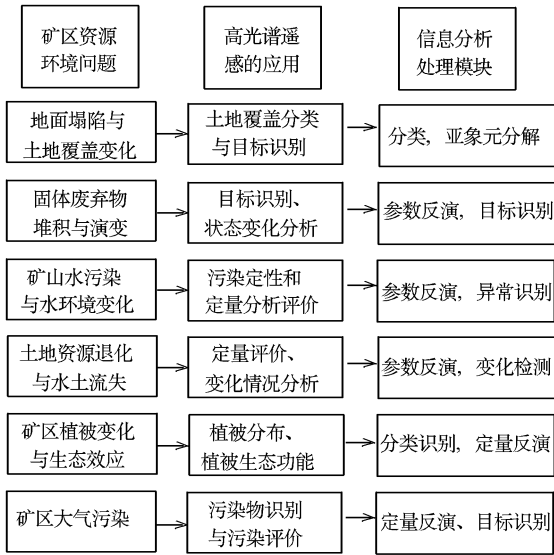 矿区资源
环境问题
高光谱遥
感的应用
信息分析
处理模块
地面塌陷与
土地覆盖变化
土地覆盖分类
与目标识别
分类，亚象元分解
固体废弃物
堆积与演变
目标识别、
状态变化分析
参数反演，目标识别
矿山水污染
与水环境变化
污染定性和
定量分析评价
参数反演，异常识别
土地资源退化
与水土流失
定量评价、
变化情况分析
参数反演，变化检测
矿区植被变化
与生态效应
植被分布、
植被生态功能
分类识别，定量反演
矿区大气污染
污染物识别
与污染评价
定量反演、目标识别